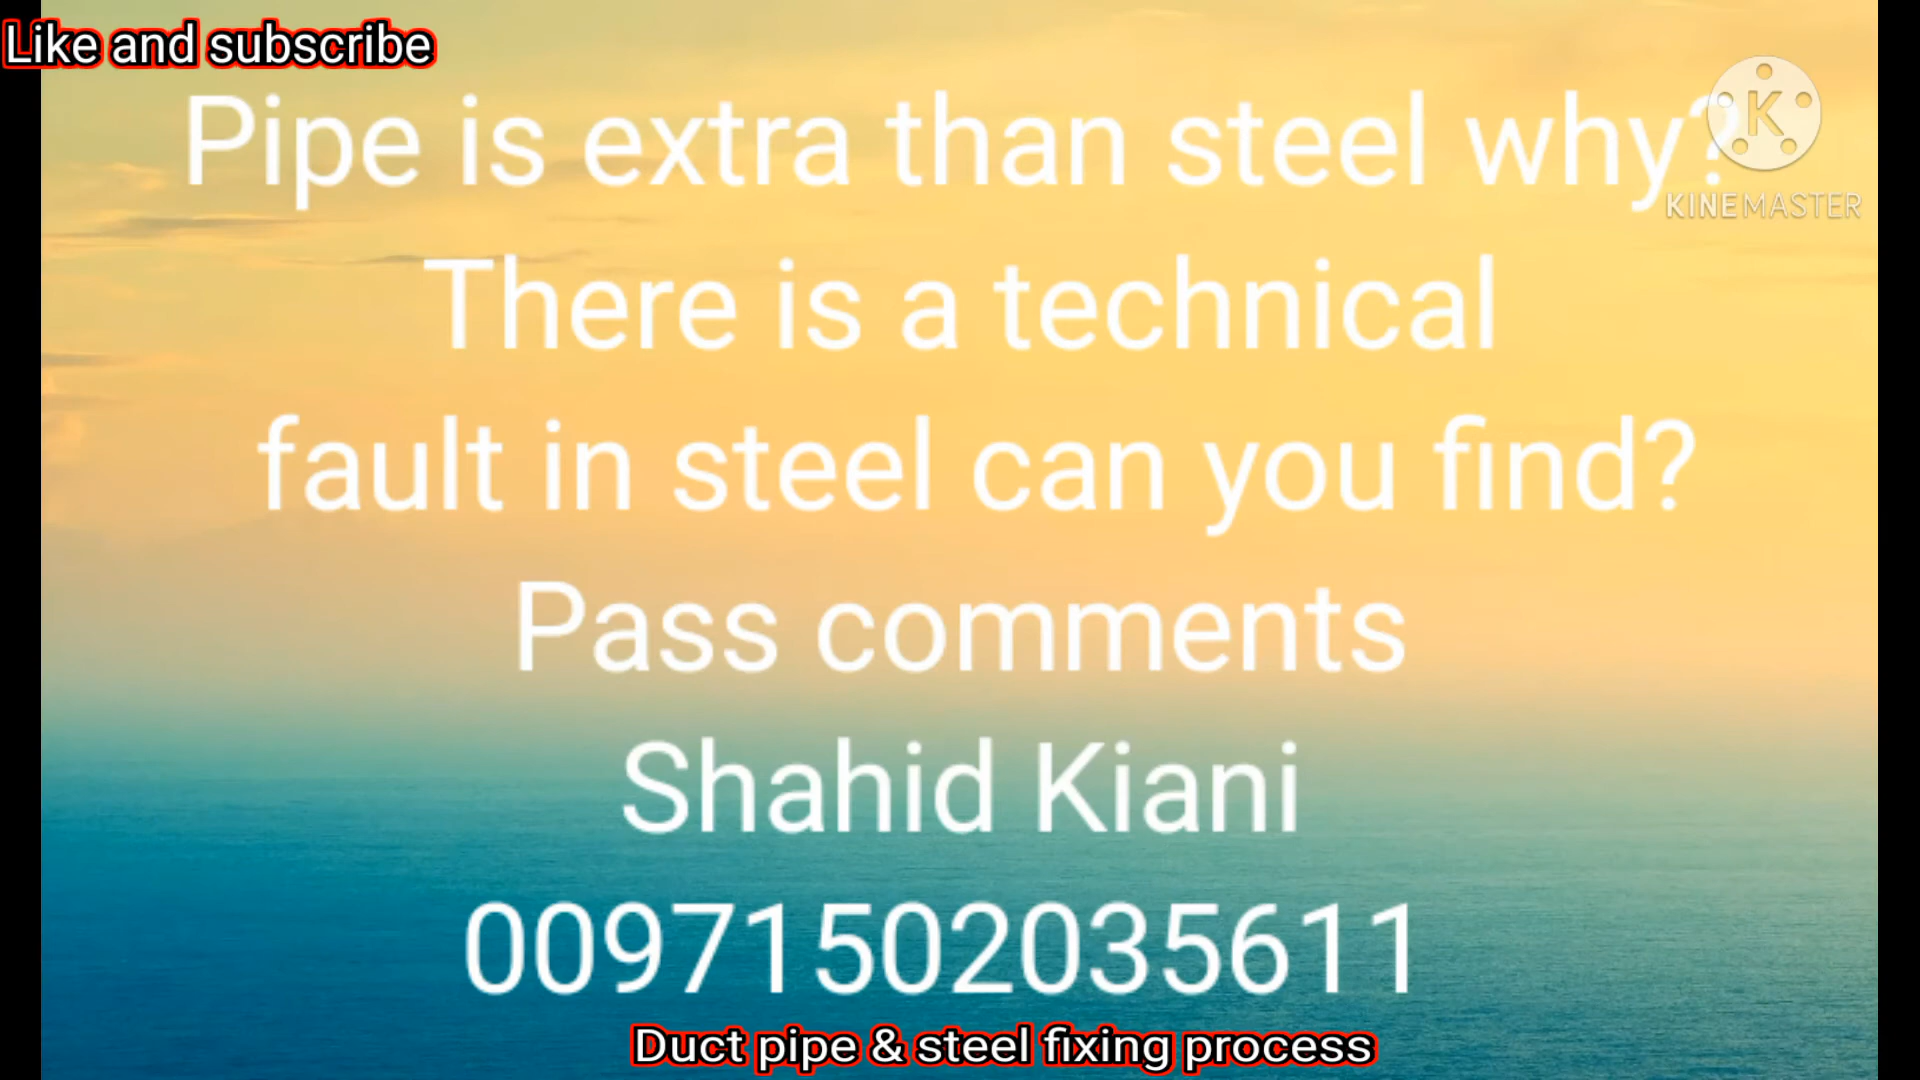 Like and subscribe
Pipe is extra than steel why?
K
KINEMASTER
There is a technical
fault in steel can you find?
Pass comments
Shahid Kiani
00971502035611
Duct pipe & steel fixing process